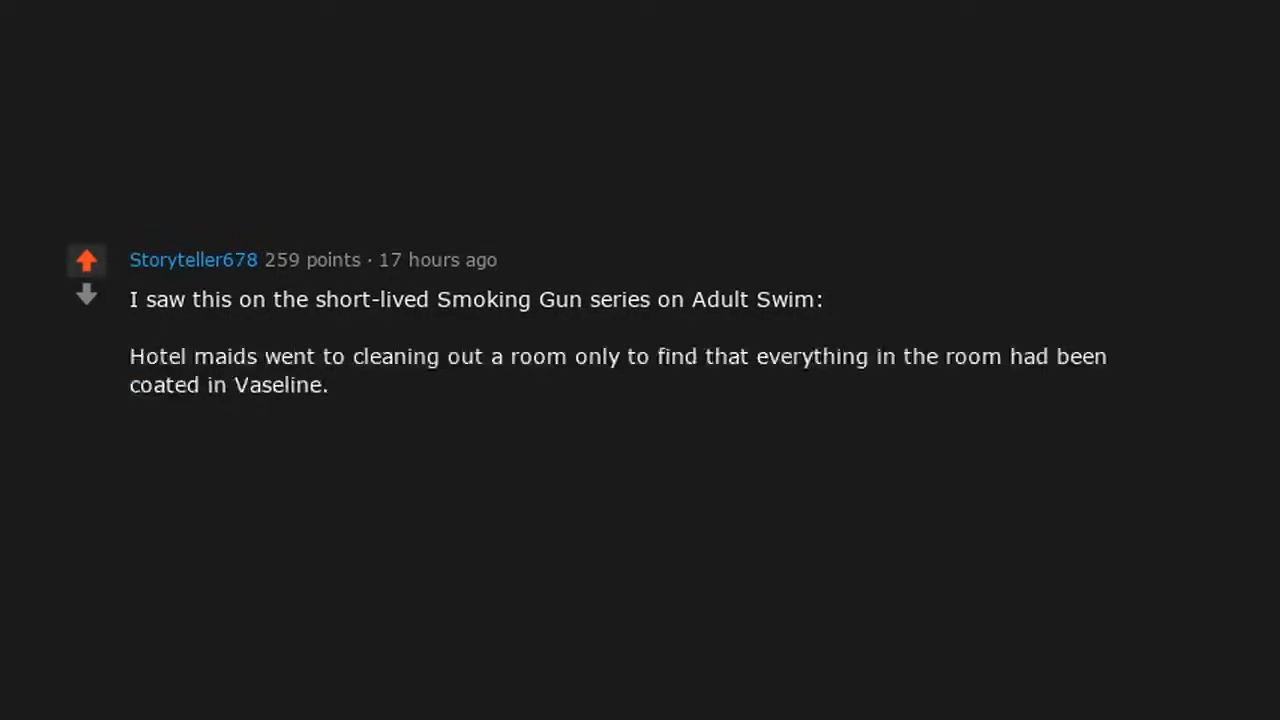 Storyteller678 259 points · 17 hours ago
I saw this on the short-lived Smoking Gun series on Adult Swim:
Hotel maids went to cleaning out a room only to find that everything in the room had been
coated in Vaseline.